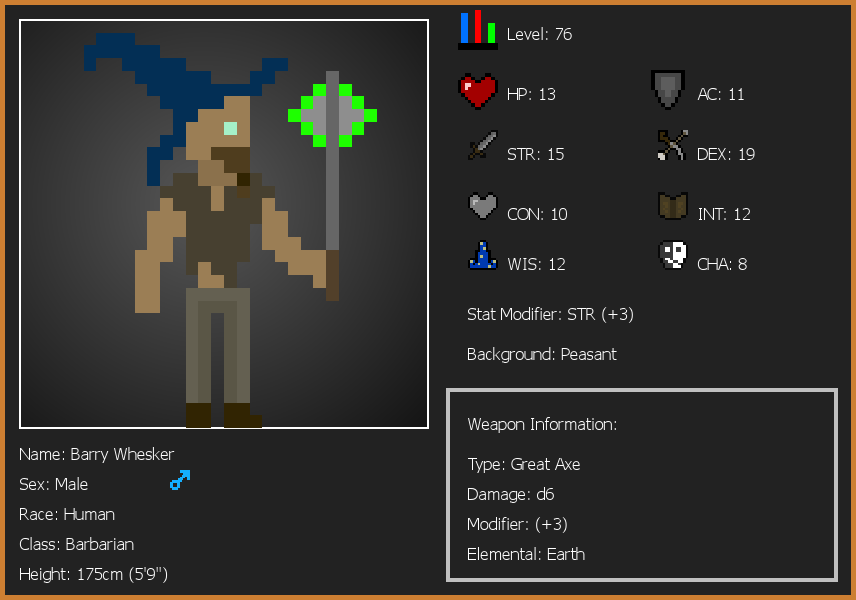 Level: 76
HP: 13
AC: 11
STR: 15
DEX: 19
CON: 10
INT: 12
WIS: 12
CHA: 8
Stat Modifier: STR (+3)
Background: Peasant
Weapon Information:
Type: Great Axe
Damage: d6
Modifier: (+3)
Elemental: Earth
Name: Barry Whesker
Sex: Male
Race: Human
Class: Barbarian
Height: 175cm (5'9")